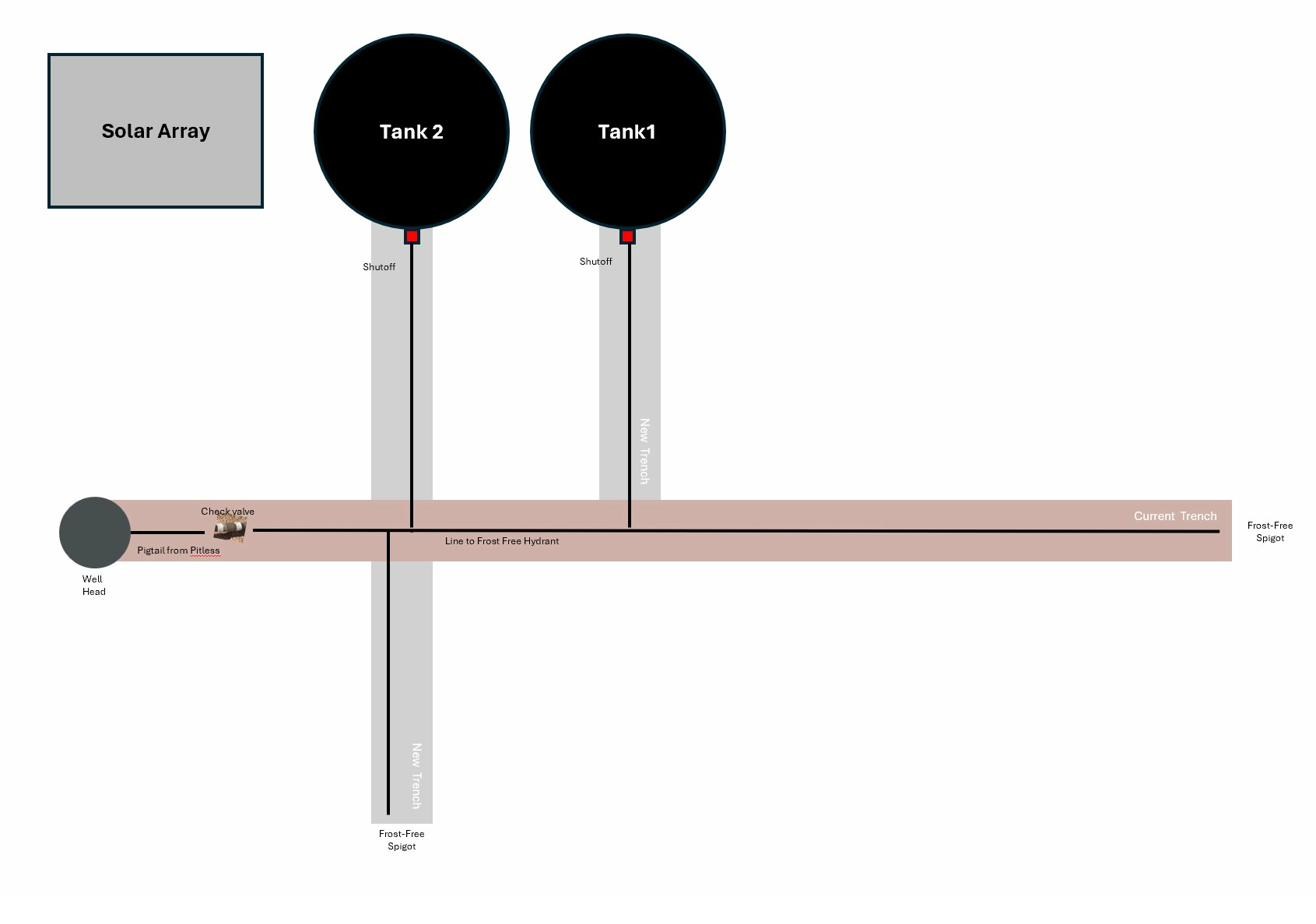 Solar Array
Tank 2
Tank1
Shutoff
Shutoff
New Trench
Check valve
Current Trench
Frost-Free
Spigot
Line to Frost Free Hydrant
Pigtail from Pitless
Well
Head
New Trench
Frost-Free
Spigot